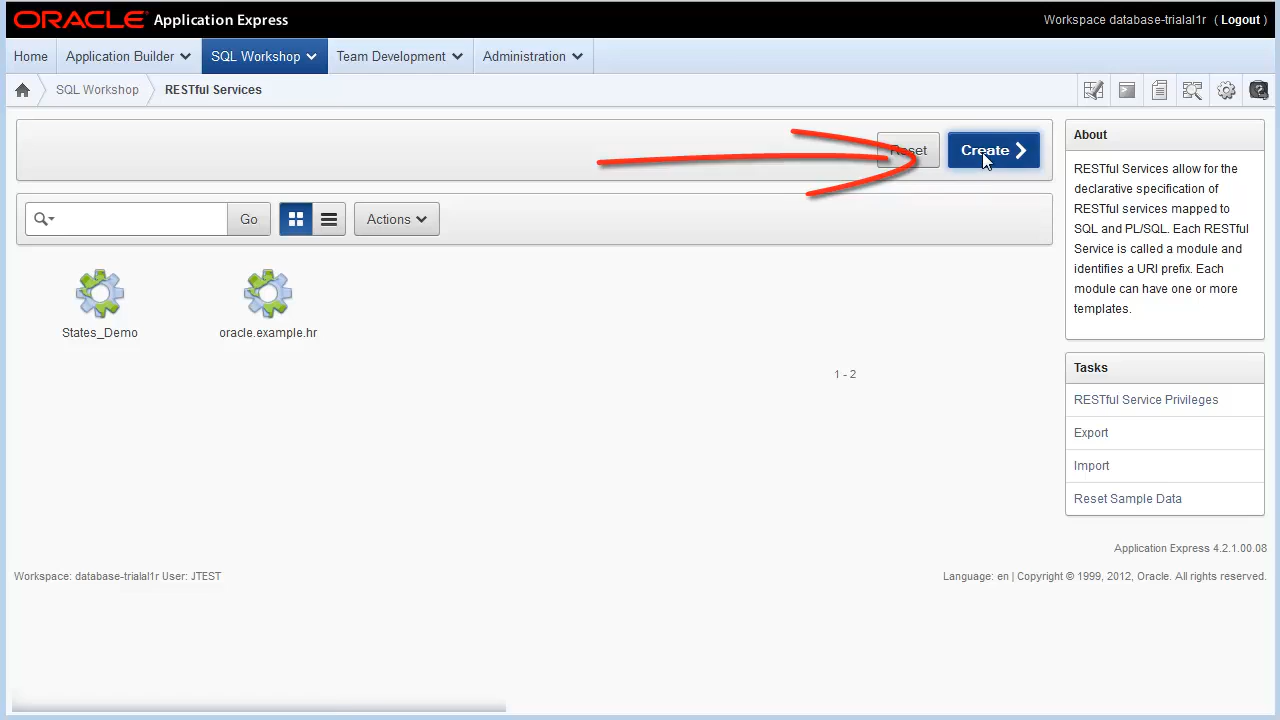 ORACLE Application Express
Workspace database-trialal1r ( Logout )
Home Application Builder SQL Workshop Team Development Administration
SQL Workshop RESTful Services
Reset Create
Go Actions
States_Demo oracle.example.hr
1 - 2
About
RESTful Services allow for the
declarative specification of
RESTful services mapped to
SQL and PL/SQL. Each RESTful
Service is called a module and
identifies a URI prefix. Each
module can have one or more
templates.
Tasks
RESTful Service Privileges
Export
Import
Reset Sample Data
Application Express 4.2.1.00.08
Workspace: database-trialal1r User: JTEST
Language: en | Copyright © 1999, 2012, Oracle. All rights reserved.